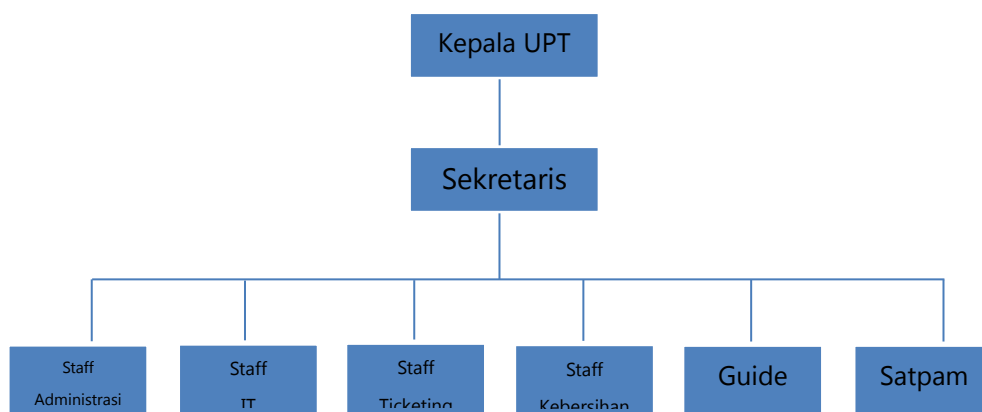 Kepala UPT
Sekretaris
Staff
Administrasi
Staff
IT
Staff
Ticketing
Staff
Kebersihan
Guide
Satpam